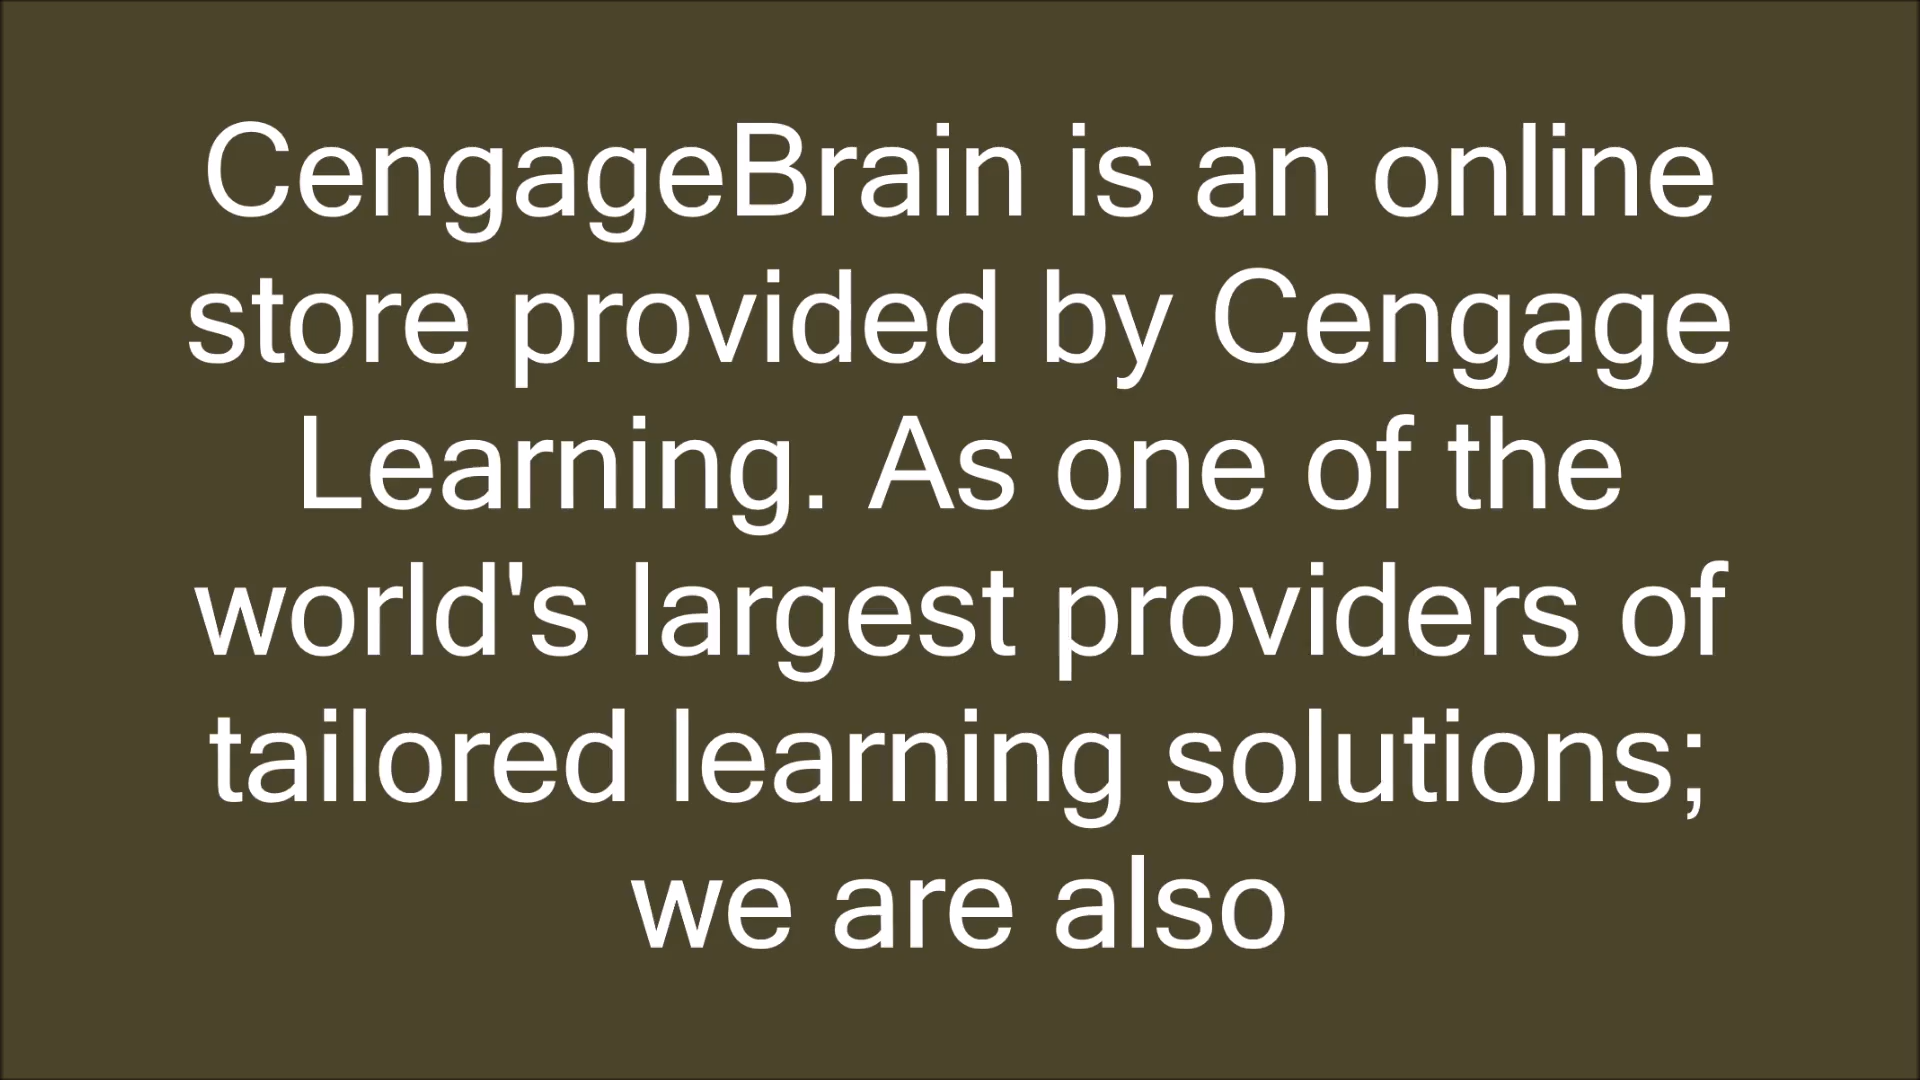 CengageBrain is an online
store provided by Cengage
Learning. As one of the
world's largest providers of
tailored learning solutions;
we are also